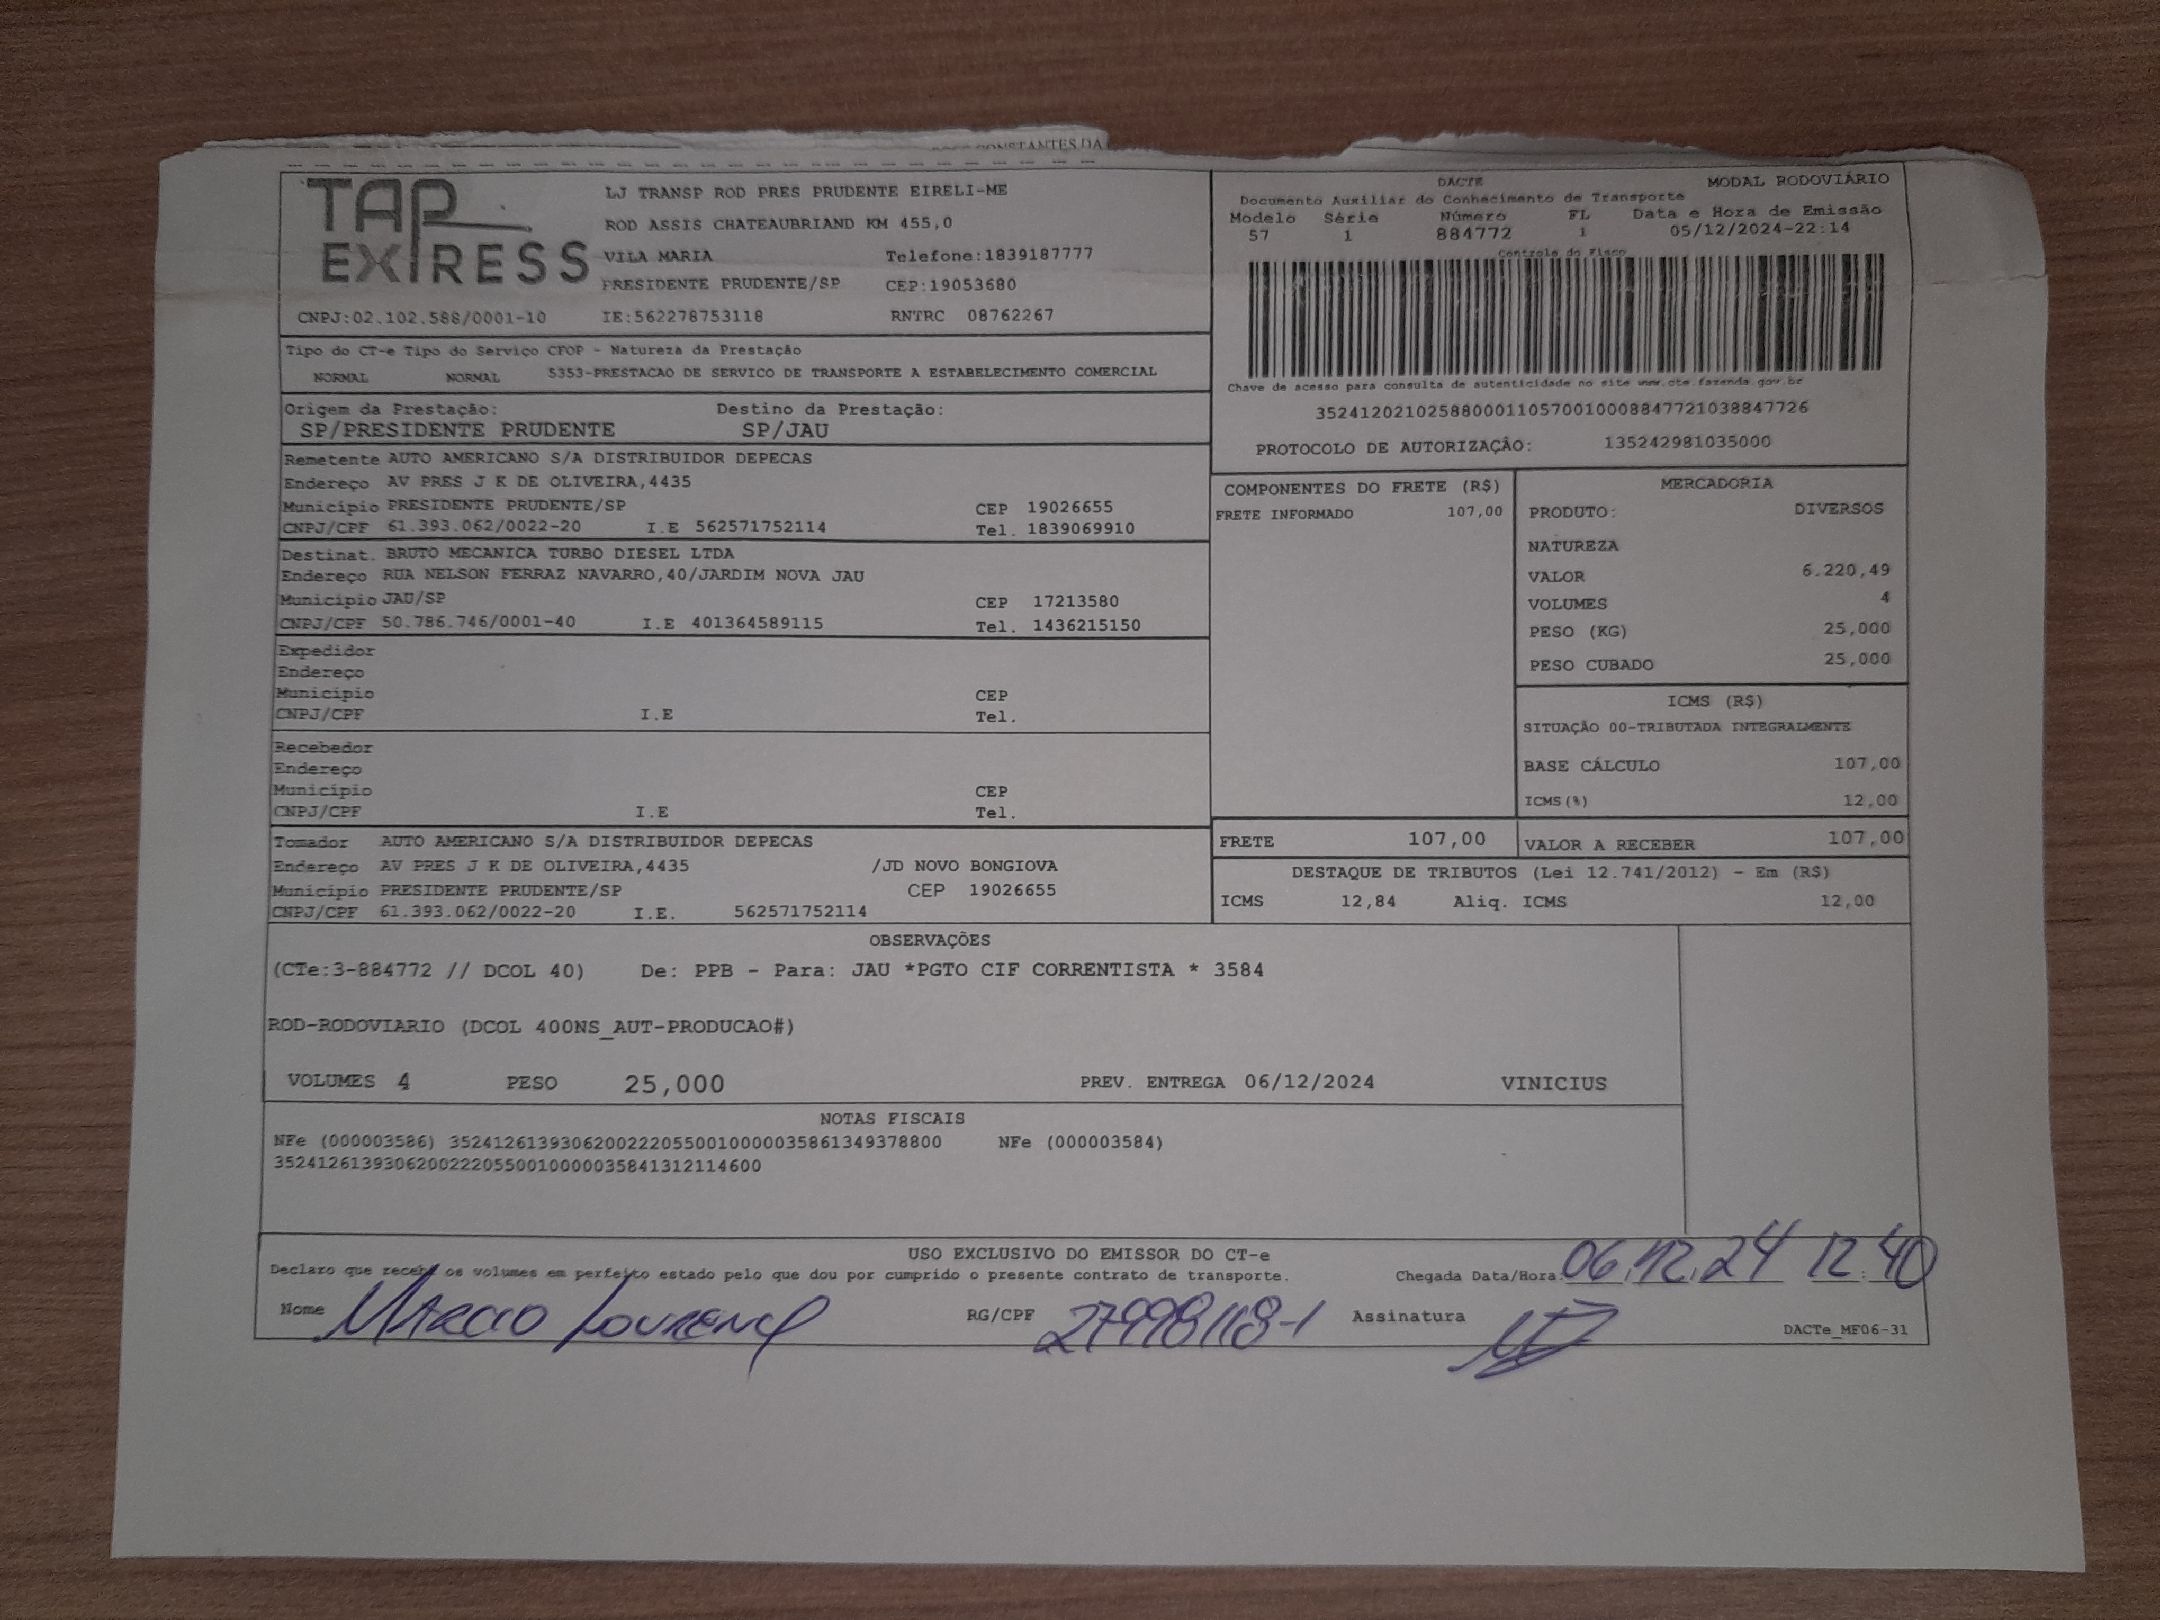 CONSTANTES DA
TAP EXPRESS
LJ TRANSP ROD PRES PRUDENTE EIRELI-ME
ROD ASSIS CHATEAUBRIAND KM 455,0
VILA MARIA Telefone:1839187777
PRESIDENTE PRUDENTE/SP CEP:19053680
CNPJ:02.102.588/0001-10 IE:562278753118 RNTRC 08762267
DACTE MODAL RODOVIÁRIO
Documento Auxiliar do Conhecimento de Transporte
Modelo Série Número FL Data e Hora de Emissão
57 1 884772 1 05/12/2024-22:14
Controle do Fisco
Chave de acesso para consulta de autenticidade no site www.cte.fazenda.gov.br
35241202102588000110570010008847721038847726
PROTOCOLO DE AUTORIZAÇÃO: 135242981035000
Tipo do CT-e Tipo do Serviço CFOP - Natureza da Prestação
NORMAL NORMAL 5353-PRESTACAO DE SERVICO DE TRANSPORTE A ESTABELECIMENTO COMERCIAL
Origem da Prestação: Destino da Prestação:
SP/PRESIDENTE PRUDENTE SP/JAU
Remetente AUTO AMERICANO S/A DISTRIBUIDOR DEPECAS
Endereço AV PRES J K DE OLIVEIRA,4435
Município PRESIDENTE PRUDENTE/SP CEP 19026655
CNPJ/CPF 61.393.062/0022-20 I.E 562571752114 Tel. 1839069910
Destinat. BRUTO MECANICA TURBO DIESEL LTDA
Endereço RUA NELSON FERRAZ NAVARRO,40/JARDIM NOVA JAU
Município JAU/SP CEP 17213580
CNPJ/CPF 50.786.746/0001-40 I.E 401364589115 Tel. 1436215150
Expedidor
Endereço
Município CEP
CNPJ/CPF I.E Tel.
Recebedor
Endereço
Município CEP
CNPJ/CPF I.E Tel.
Tomador AUTO AMERICANO S/A DISTRIBUIDOR DEPECAS
Endereço AV PRES J K DE OLIVEIRA,4435 /JD NOVO BONGIOVA
Município PRESIDENTE PRUDENTE/SP CEP 19026655
CNPJ/CPF 61.393.062/0022-20 I.E. 562571752114
COMPONENTES DO FRETE (R$)
FRETE INFORMADO 107,00
MERCADORIA
PRODUTO: DIVERSOS
NATUREZA
VALOR 6.220,49
VOLUMES 4
PESO (KG) 25,000
PESO CUBADO 25,000
ICMS (R$)
SITUAÇÃO 00-TRIBUTADA INTEGRALMENTE
BASE CÁLCULO 107,00
ICMS(%) 12,00
FRETE 107,00 VALOR A RECEBER 107,00
DESTAQUE DE TRIBUTOS (Lei 12.741/2012) - Em (R$)
ICMS 12,84 Aliq. ICMS 12,00
OBSERVAÇÕES
(CTe:3-884772 // DCOL 40) De: PPB - Para: JAU *PGTO CIF CORRENTISTA * 3584
ROD-RODOVIARIO (DCOL 400NS_AUT-PRODUCAO#)
VOLUMES 4 PESO 25,000 PREV. ENTREGA 06/12/2024 VINICIUS
NOTAS FISCAIS
NFe (000003586) 35241261393062002220550010000035861349378800 NFe (000003584)
35241261393062002220550010000035841312114600
USO EXCLUSIVO DO EMISSOR DO CT-e
Declaro que recebi os volumes em perfeito estado pelo que dou por cumprido o presente contrato de transporte. Chegada Data/Hora: 06.12.24 12:40
Nome Marcio Lourenço RG/CPF 27998118-1 Assinatura
DACTe_MF06-31